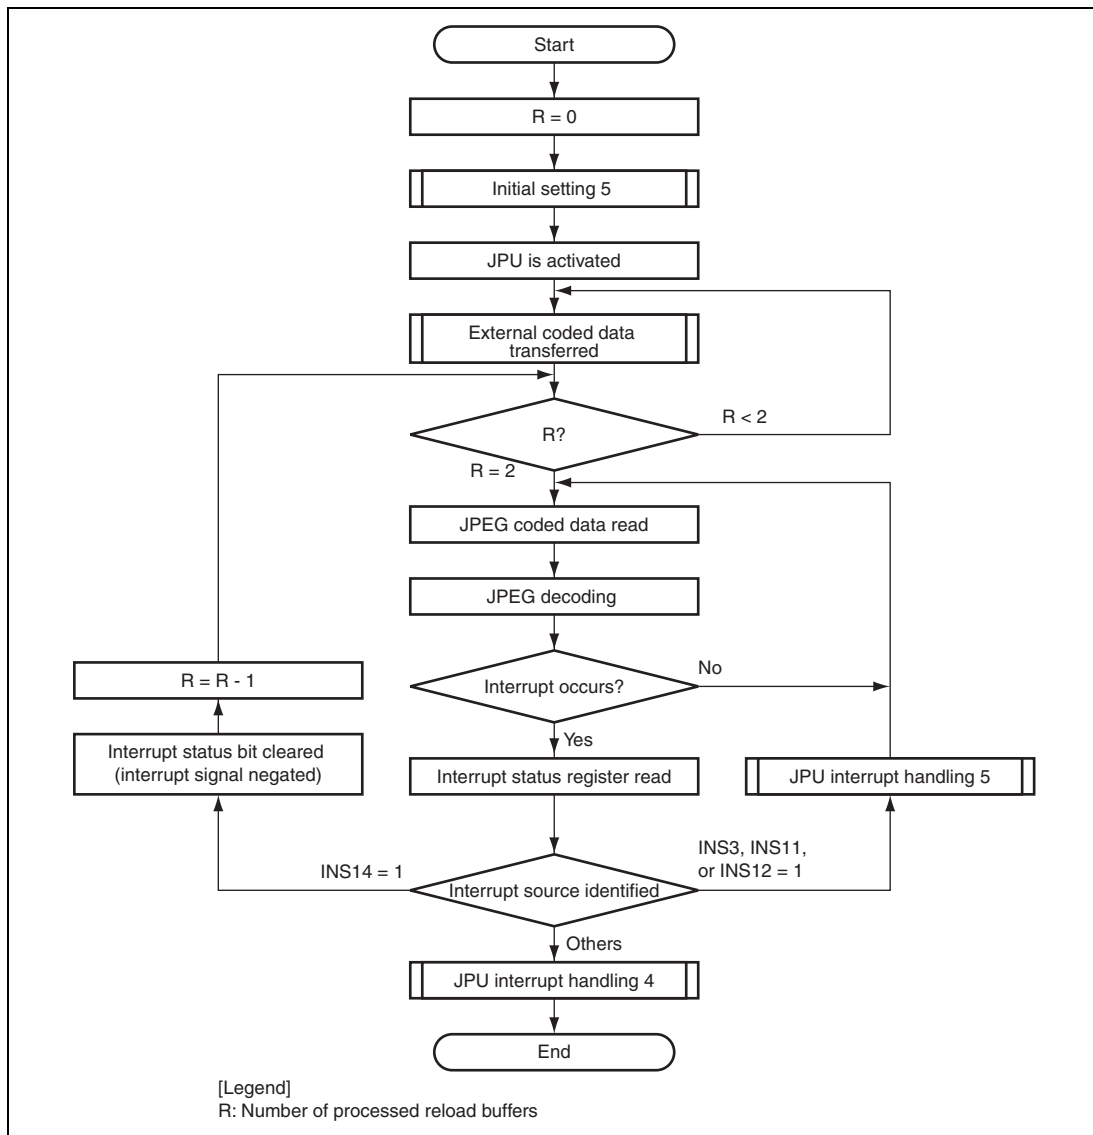 Start
R = 0
Initial setting 5
JPU is activated
External coded data
transferred
R < 2
R?
R = 2
JPEG coded data read
JPEG decoding
No
Interrupt occurs?
R = R - 1
Yes
Interrupt status bit cleared
(interrupt signal negated)
Interrupt status register read
JPU interrupt handling 5
INS3, INS11,
or INS12 = 1
INS14 = 1
Interrupt source identified
Others
JPU interrupt handling 4
End
[Legend]
R: Number of processed reload buffers